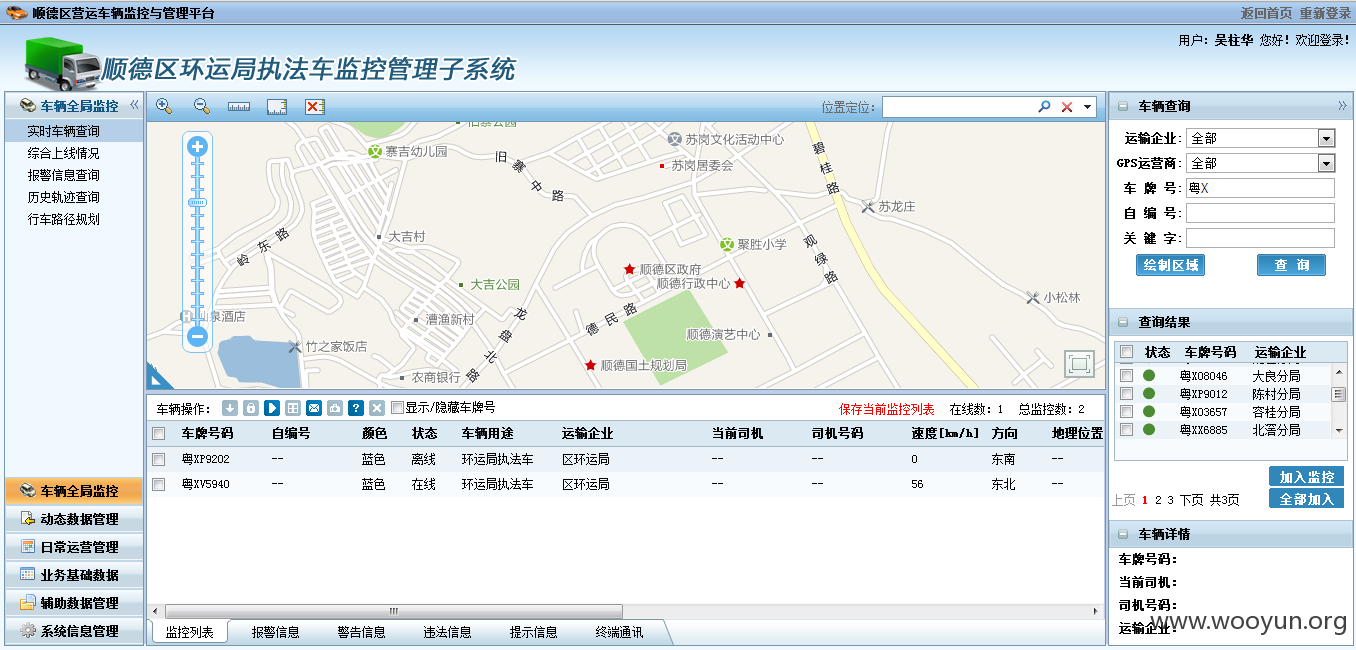 顺德区营运车辆监控与管理平台
返回首页 重新登录
用户: 吴柱华 您好! 欢迎登录!
顺德区环运局执法车监控管理子系统
车辆全局监控
实时车辆查询
综合上线情况
报警信息查询
历史轨迹查询
行车路径规划
车辆全局监控
动态数据管理
日常运营管理
业务基础数据
辅助数据管理
系统信息管理
位置定位:
寨吉幼儿园
旧寨中路
苏岗文化活动中心
苏岗居委会
碧桂路
苏龙庄
岭东路
大吉村
聚胜小学
观绿路
顺德区政府
顺德行政中心
大吉公园
小松林
仙泉酒店
漕渔新村
龙盘北路
德民路
顺德演艺中心
竹之家饭店
顺德国土规划局
农商银行
车辆操作:
显示/隐藏车牌号
保存当前监控列表 在线数: 1 总监控数: 2
车牌号码 自编号 颜色 状态 车辆用途 运输企业 当前司机 司机号码 速度[km/h] 方向 地理位置
粤XP9202 -- 蓝色 离线 环运局执法车 区环运局 -- -- 0 东南 --
粤XV5940 -- 蓝色 在线 环运局执法车 区环运局 -- -- 56 东北 --
监控列表 报警信息 警告信息 违法信息 提示信息 终端通讯
车辆查询
运输企业: 全部
GPS运营商: 全部
车 牌 号: 粤X
自 编 号:
关 键 字:
绘制区域 查 询
查询结果
状态 车牌号码 运输企业
粤X08046 大良分局
粤XP9012 陈村分局
粤X03657 容桂分局
粤XX6885 北滘分局
加入监控
上页 1 2 3 下页 共3页
全部加入
车辆详情
车牌号码:
当前司机:
司机号码:
运输企业:
www.wooyun.org